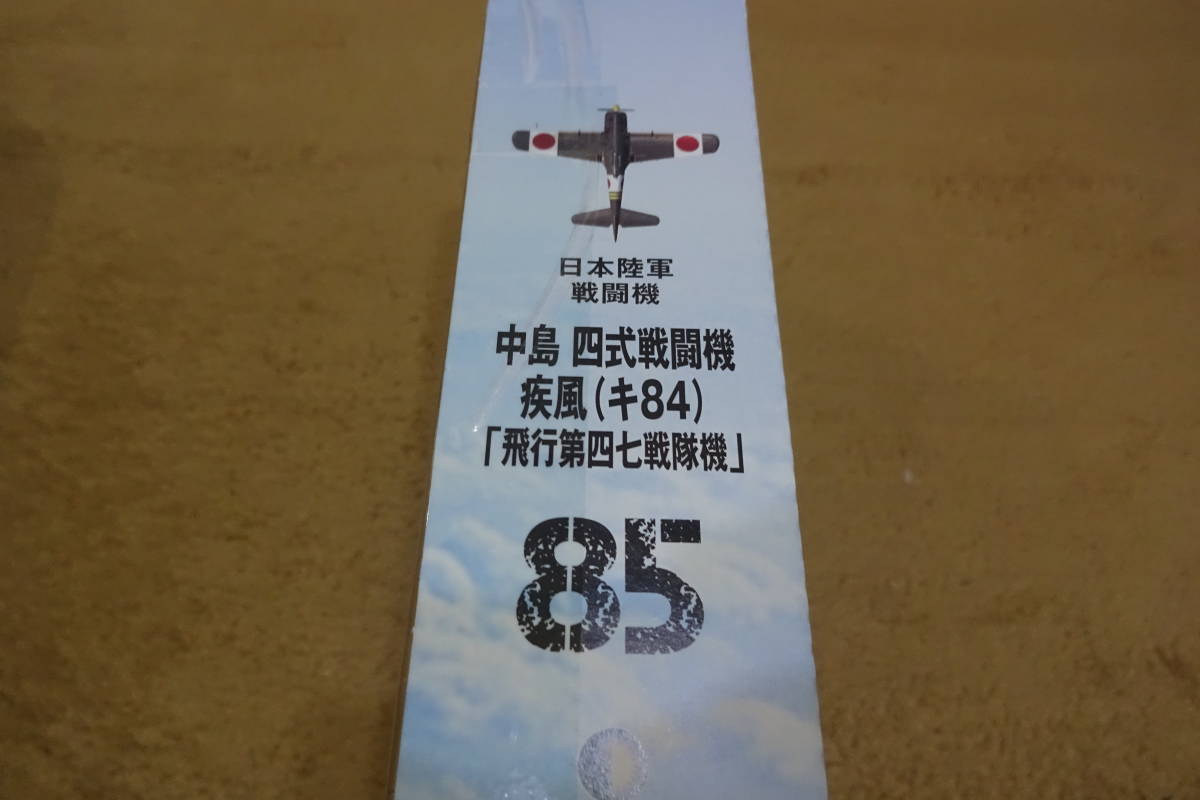 日本陸軍
戦闘機
中島 四式戦闘機
疾風(キ84)
「飛行第四七戦隊機」
85